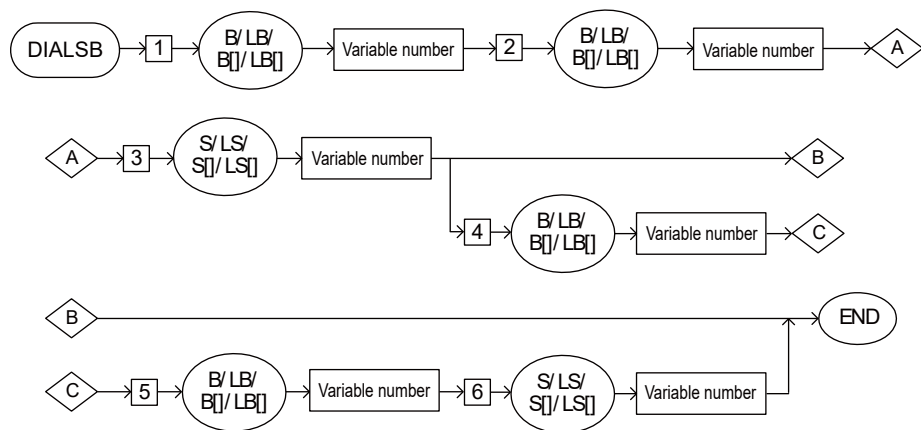 DIALSB 1 B/ LB/ B[]/ LB[] Variable number 2 B/ LB/ B[]/ LB[] Variable number A
A 3 S/ LS/ S[]/ LS[] Variable number B
4 B/ LB/ B[]/ LB[] Variable number C
B END
C 5 B/ LB/ B[]/ LB[] Variable number 6 S/ LS/ S[]/ LS[] Variable number